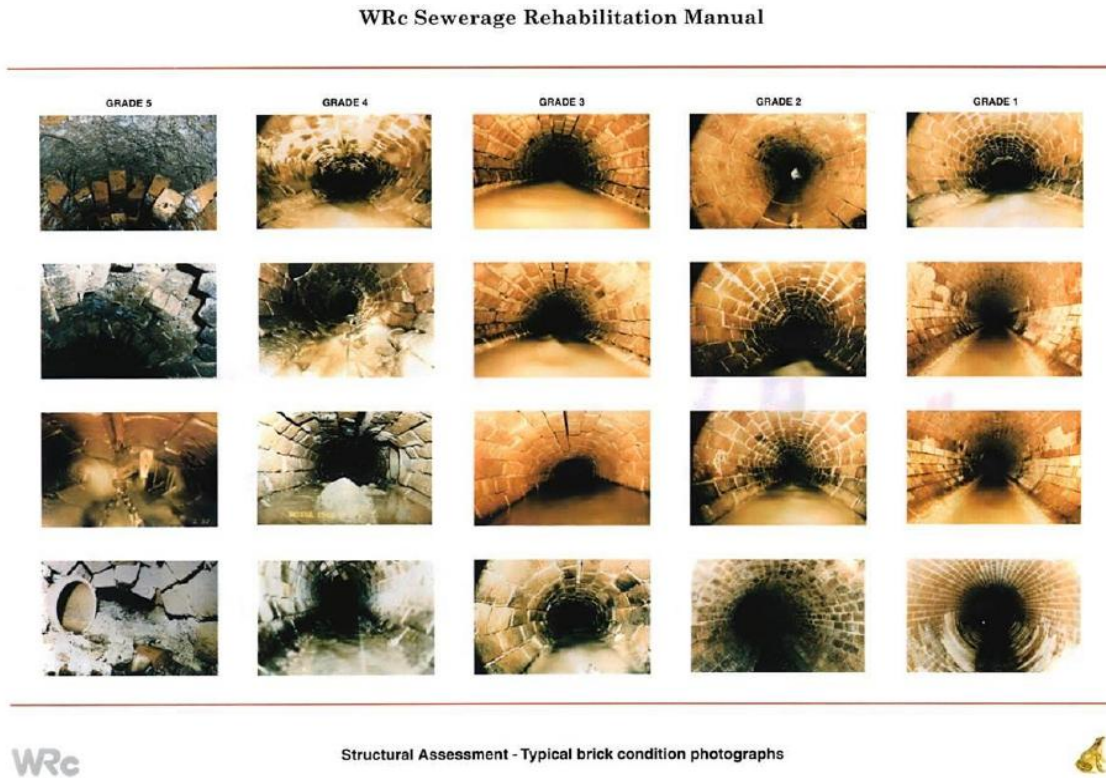 WRc Sewerage Rehabilitation Manual
GRADE 5
GRADE 4
GRADE 3
GRADE 2
GRADE 1
WRc
Structural Assessment - Typical brick condition photographs